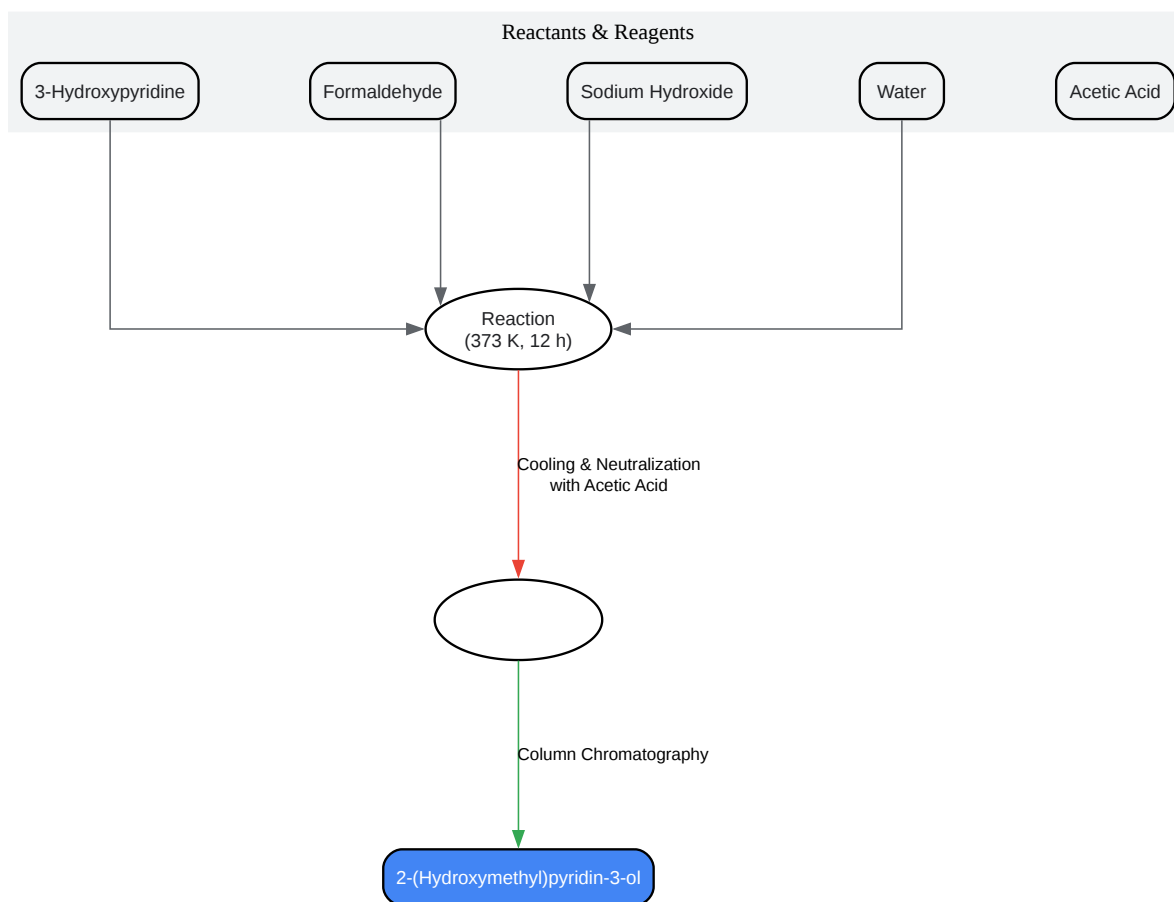 Reactants & Reagents
3-Hydroxypyridine
Formaldehyde
Sodium Hydroxide
Water
Acetic Acid
Reaction
(373 K, 12 h)
Cooling & Neutralization
with Acetic Acid
Column Chromatography
2-(Hydroxymethyl)pyridin-3-ol